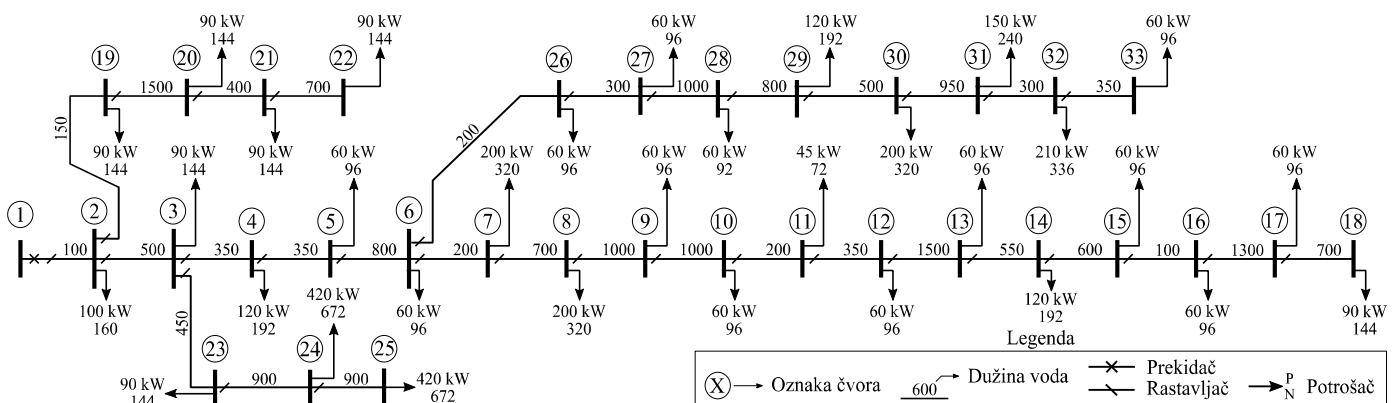 90 kW 90 kW 60 kW 120 kW 150 kW 60 kW
144 144 96 192 240 96
19 20 21 22 26 27 28 29 30 31 32 33
1500 400 700 300 1000 800 500 950 300 350
150 200
90 kW 90 kW 90 kW 60 kW 200 kW 60 kW 60 kW 60 kW 45 kW 200 kW 60 kW 210 kW 60 kW 60 kW
144 144 144 96 320 96 96 92 72 320 96 336 96 96
1 2 3 4 5 6 7 8 9 10 11 12 13 14 15 16 17 18
100 500 350 350 800 200 700 1000 1000 200 350 1500 550 600 100 1300 700
100 kW 120 kW 420 kW 60 kW 200 kW 60 kW 60 kW 120 kW 60 kW 90 kW
160 192 672 96 320 96 96 192 96 144
450
23 24 25
900 900
90 kW 420 kW
144 672
Legenda
X Oznaka čvora
600 Dužina voda
Prekidač
Rastavljač
P
N Potrošač